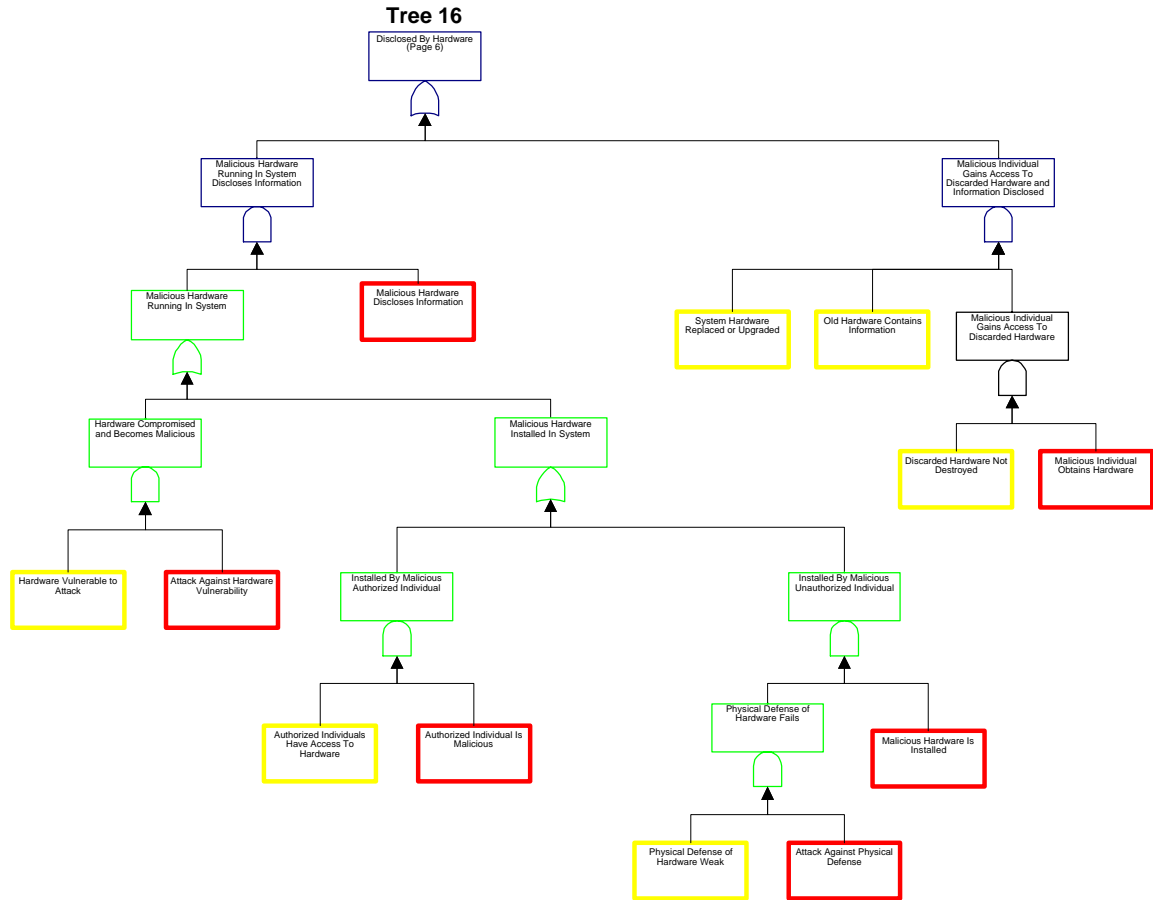 Tree 16
Disclosed By Hardware
(Page 6)
Malicious Hardware
Running In System
Discloses Information
Malicious Individual
Gains Access To
Discarded Hardware and
Information Disclosed
Malicious Hardware
Running In System
Malicious Hardware
Discloses Information
System Hardware
Replaced or Upgraded
Old Hardware Contains
Information
Malicious Individual
Gains Access To
Discarded Hardware
Hardware Compromised
and Becomes Malicious
Malicious Hardware
Installed In System
Discarded Hardware Not
Destroyed
Malicious Individual
Obtains Hardware
Hardware Vulnerable to
Attack
Attack Against Hardware
Vulnerability
Installed By Malicious
Authorized Individual
Installed By Malicious
Unauthorized Individual
Physical Defense of
Hardware Fails
Authorized Individuals
Have Access To
Hardware
Authorized Individual Is
Malicious
Malicious Hardware Is
Installed
Physical Defense of
Hardware Weak
Attack Against Physical
Defense